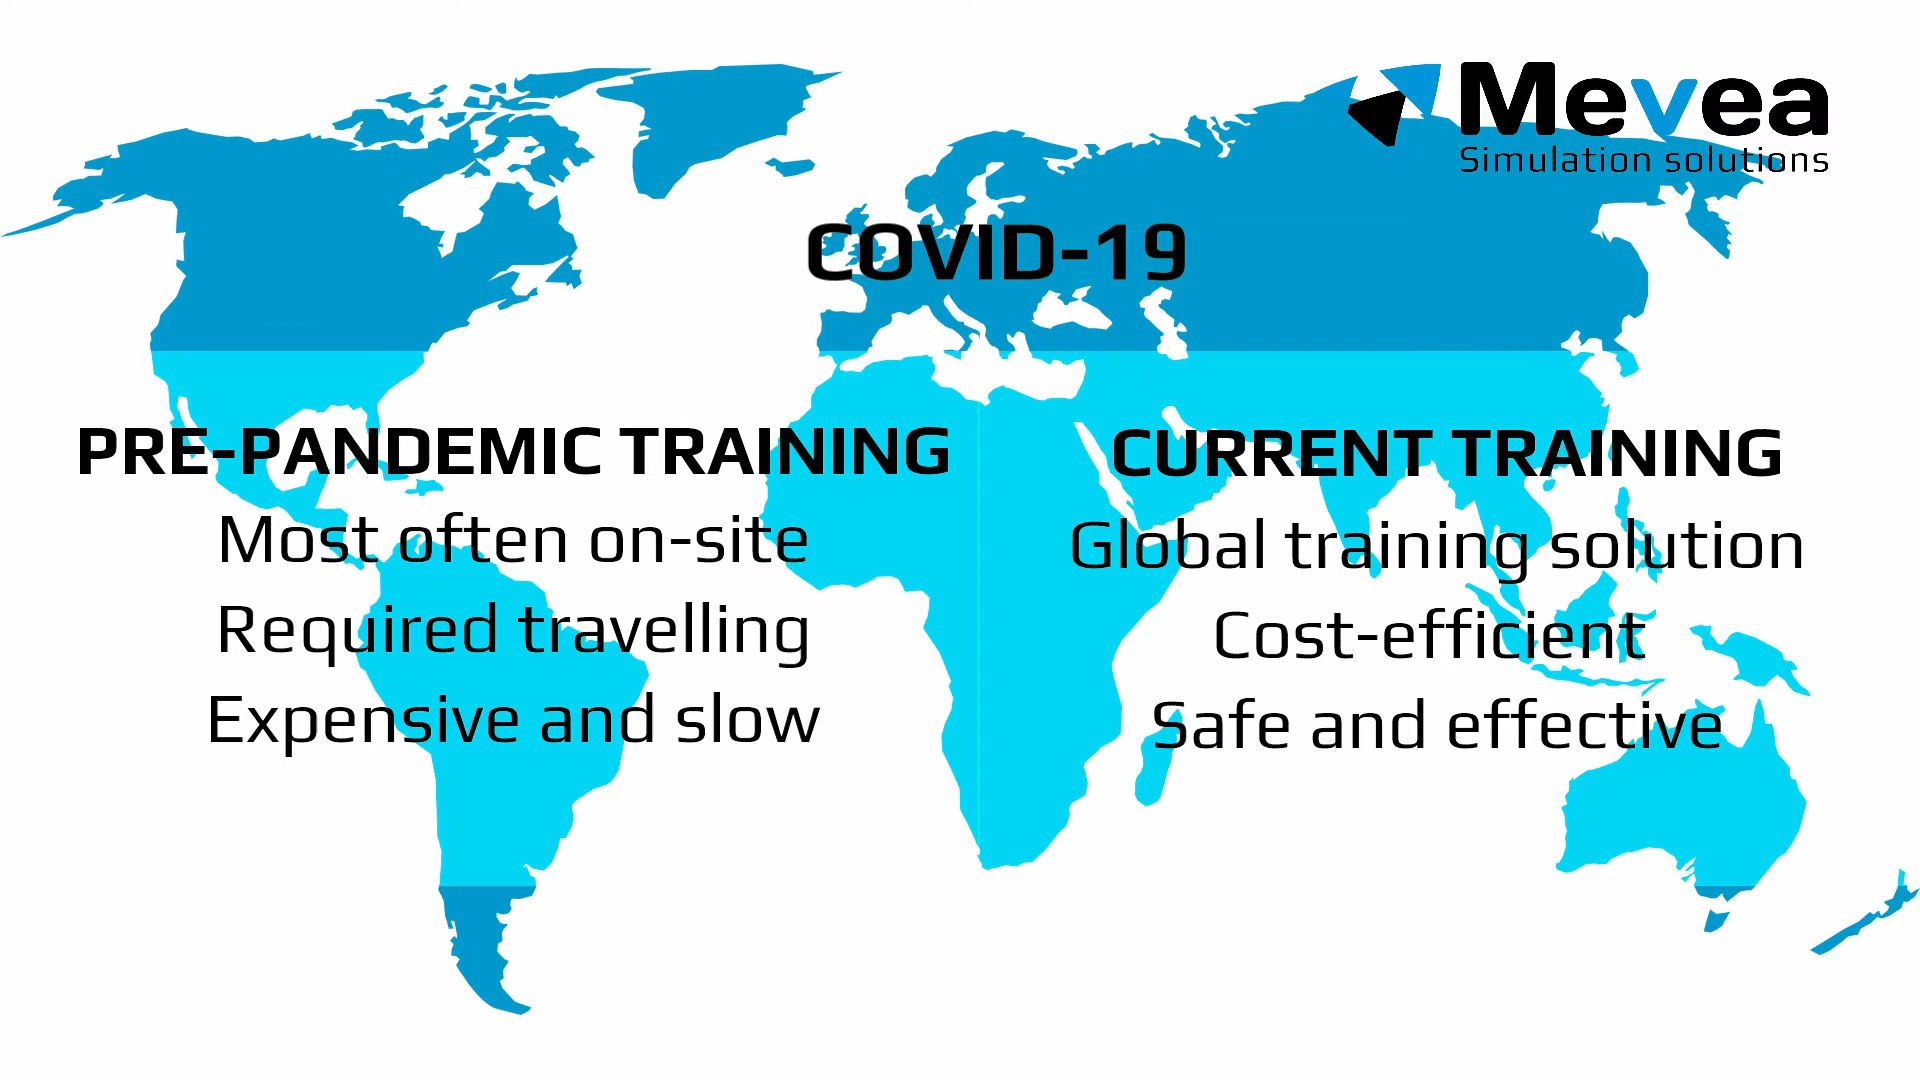 Mevea
Simulation solutions
COVID-19
PRE-PANDEMIC TRAINING
Most often on-site
Required travelling
Expensive and slow
CURRENT TRAINING
Global training solution
Cost-efficient
Safe and effective